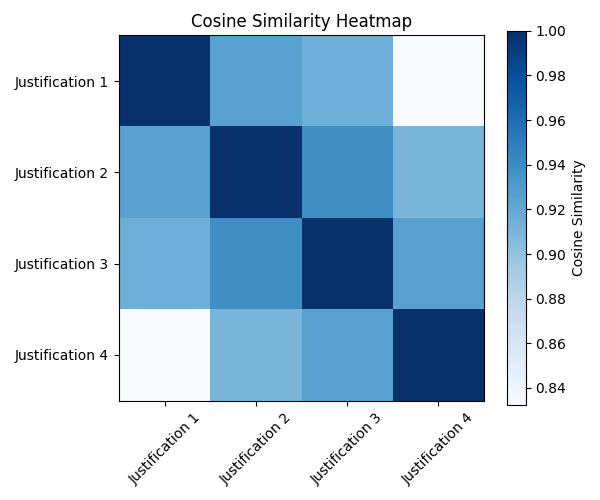 Cosine Similarity Heatmap
Justification 1
Justification 2
Justification 3
Justification 4
Justification 1
Justification 2
Justification 3
Justification 4
1.00
0.98
0.96
0.94
0.92
0.90
0.88
0.86
0.84
Cosine Similarity